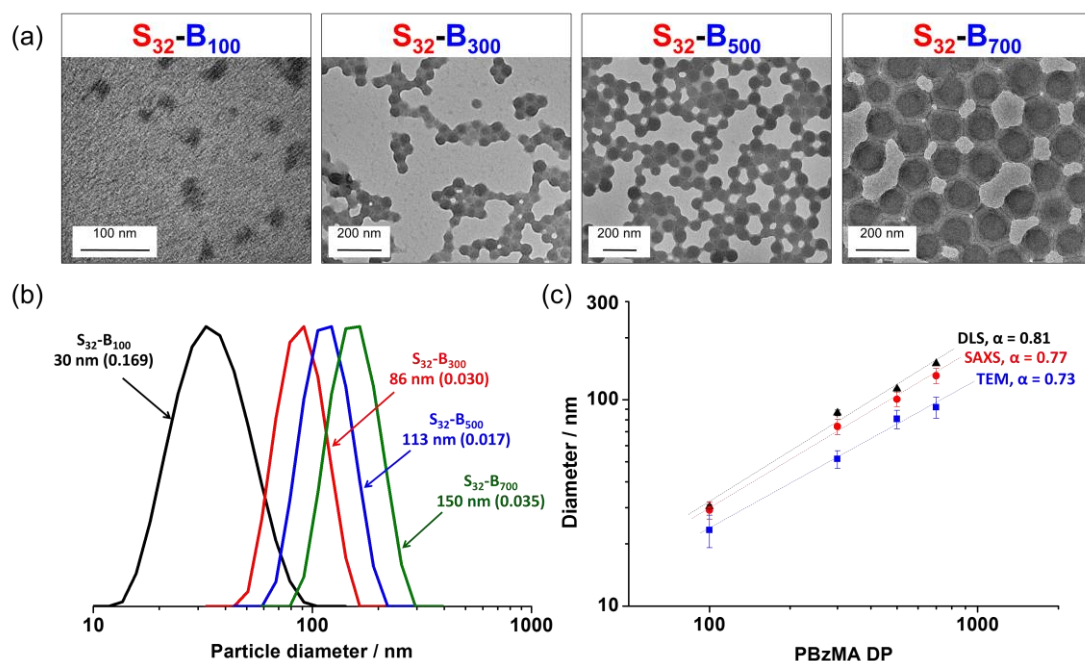 (a)
S32-B100
S32-B300
S32-B500
S32-B700
100 nm
200 nm
200 nm
200 nm
(b)
S32-B100
30 nm (0.169)
S32-B300
86 nm (0.030)
S32-B500
113 nm (0.017)
S32-B700
150 nm (0.035)
10
100
1000
Particle diameter / nm
(c)
300
100
10
Diameter / nm
DLS, α = 0.81
SAXS, α = 0.77
TEM, α = 0.73
100
1000
PBzMA DP